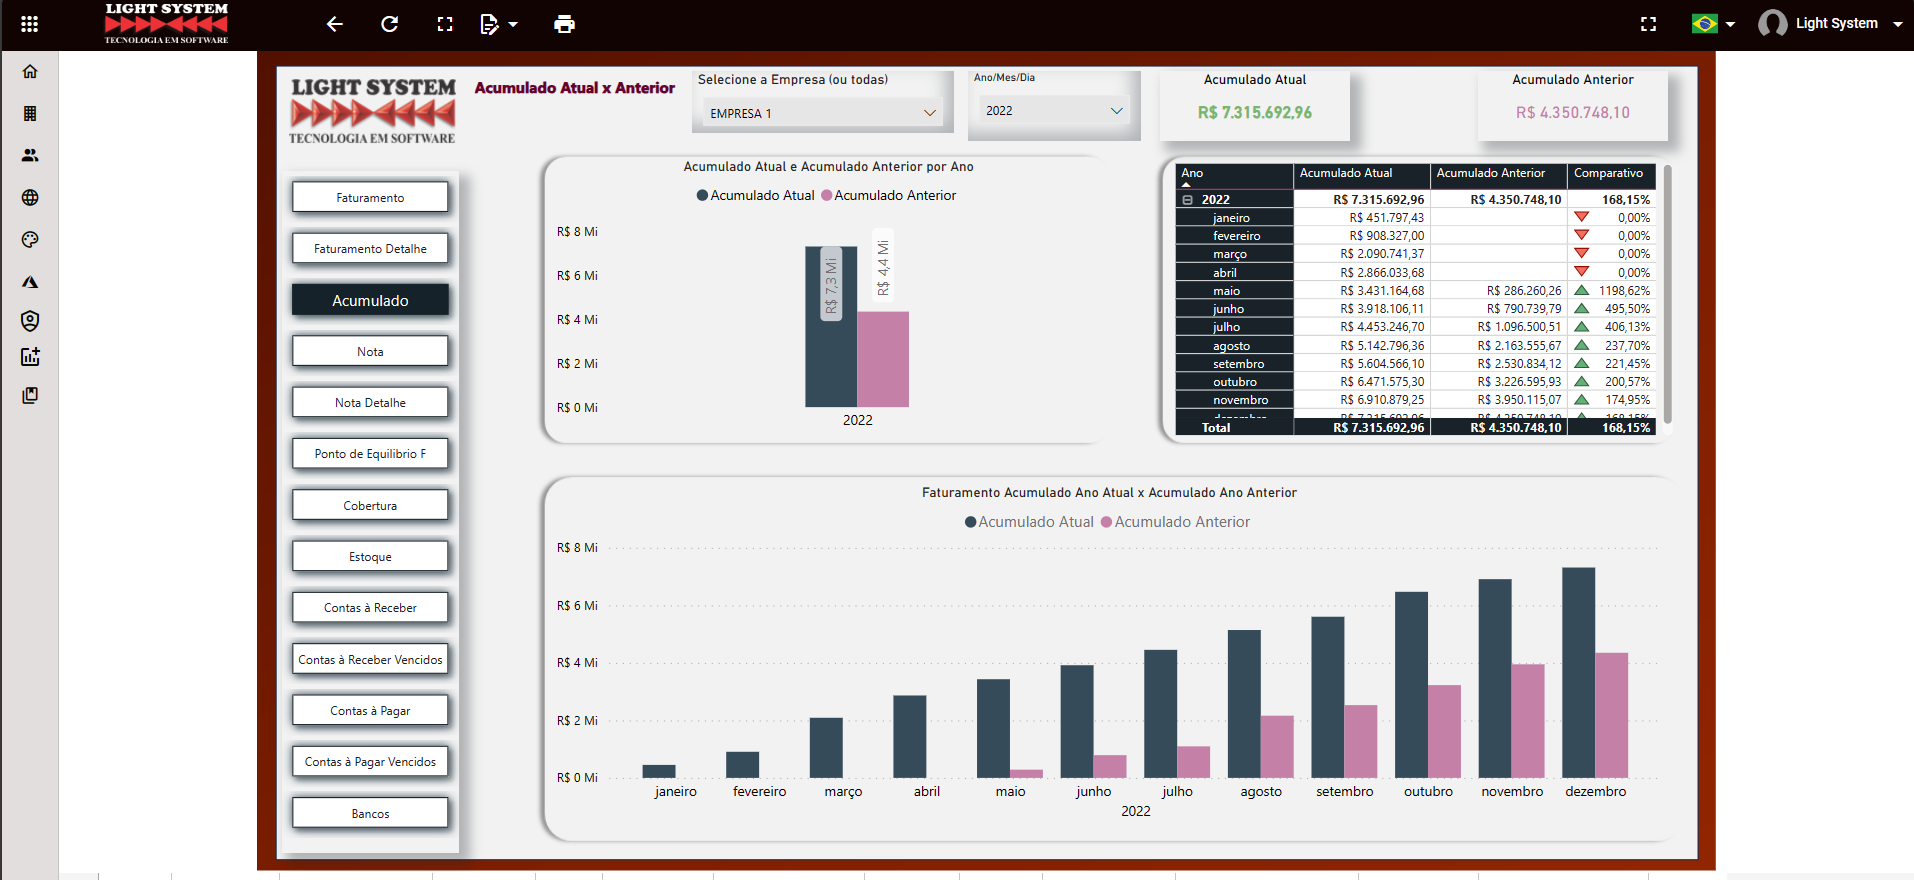 LIGHT SYSTEM
TECNOLOGIA EM SOFTWARE
Light System
LIGHT SYSTEM
TECNOLOGIA EM SOFTWARE
Acumulado Atual x Anterior
Selecione a Empresa (ou todas)
EMPRESA 1
Ano/Mes/Dia
2022
Acumulado Atual
R$ 7.315.692,96
Acumulado Anterior
R$ 4.350.748,10
Faturamento
Faturamento Detalhe
Acumulado
Nota
Nota Detalhe
Ponto de Equilibrio F
Cobertura
Estoque
Contas à Receber
Contas à Receber Vencidos
Contas à Pagar
Contas à Pagar Vencidos
Bancos
Acumulado Atual e Acumulado Anterior por Ano
Acumulado Atual Acumulado Anterior
R$ 8 Mi
R$ 6 Mi
R$ 4 Mi
R$ 2 Mi
R$ 0 Mi
R$ 7,3 Mi
R$ 4,4 Mi
2022
Ano Acumulado Atual Acumulado Anterior Comparativo
2022 R$ 7.315.692,96 R$ 4.350.748,10 168,15%
janeiro R$ 451.797,43 0,00%
fevereiro R$ 908.327,00 0,00%
março R$ 2.090.741,37 0,00%
abril R$ 2.866.033,68 0,00%
maio R$ 3.431.164,68 R$ 286.260,26 1198,62%
junho R$ 3.918.106,11 R$ 790.739,79 495,50%
julho R$ 4.453.246,70 R$ 1.096.500,51 406,13%
agosto R$ 5.142.796,36 R$ 2.163.555,67 237,70%
setembro R$ 5.604.566,10 R$ 2.530.834,12 221,45%
outubro R$ 6.471.575,30 R$ 3.226.595,93 200,57%
novembro R$ 6.910.879,25 R$ 3.950.115,07 174,95%
dezembro R$ 7.315.692,96 R$ 4.350.748,10 168,15%
Total R$ 7.315.692,96 R$ 4.350.748,10 168,15%
Faturamento Acumulado Ano Atual x Acumulado Ano Anterior
Acumulado Atual Acumulado Anterior
R$ 8 Mi
R$ 6 Mi
R$ 4 Mi
R$ 2 Mi
R$ 0 Mi
janeiro fevereiro março abril maio junho julho agosto setembro outubro novembro dezembro
2022